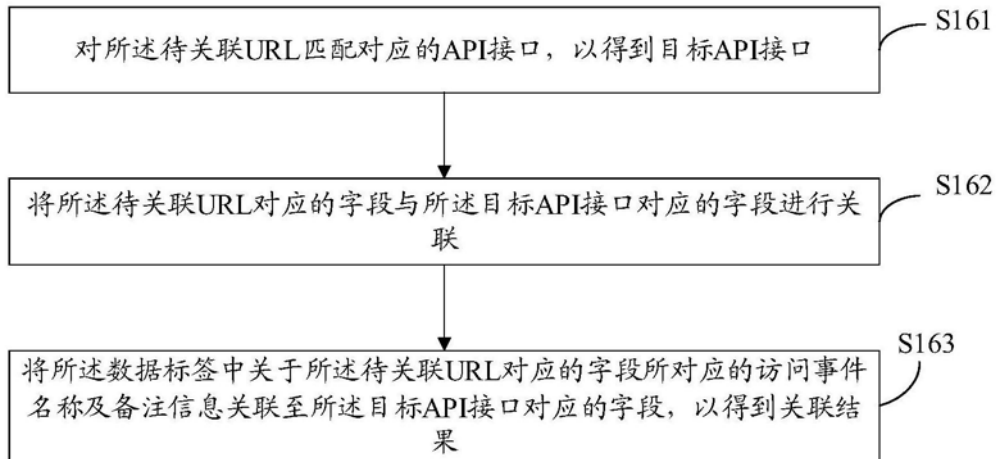 对所述待关联URL匹配对应的API接口，以得到目标API接口
S161
将所述待关联URL对应的字段与所述目标API接口对应的字段进行关
联
S162
将所述数据标签中关于所述待关联URL对应的字段所对应的访问事件
名称及备注信息关联至所述目标API接口对应的字段，以得到关联结
果
S163